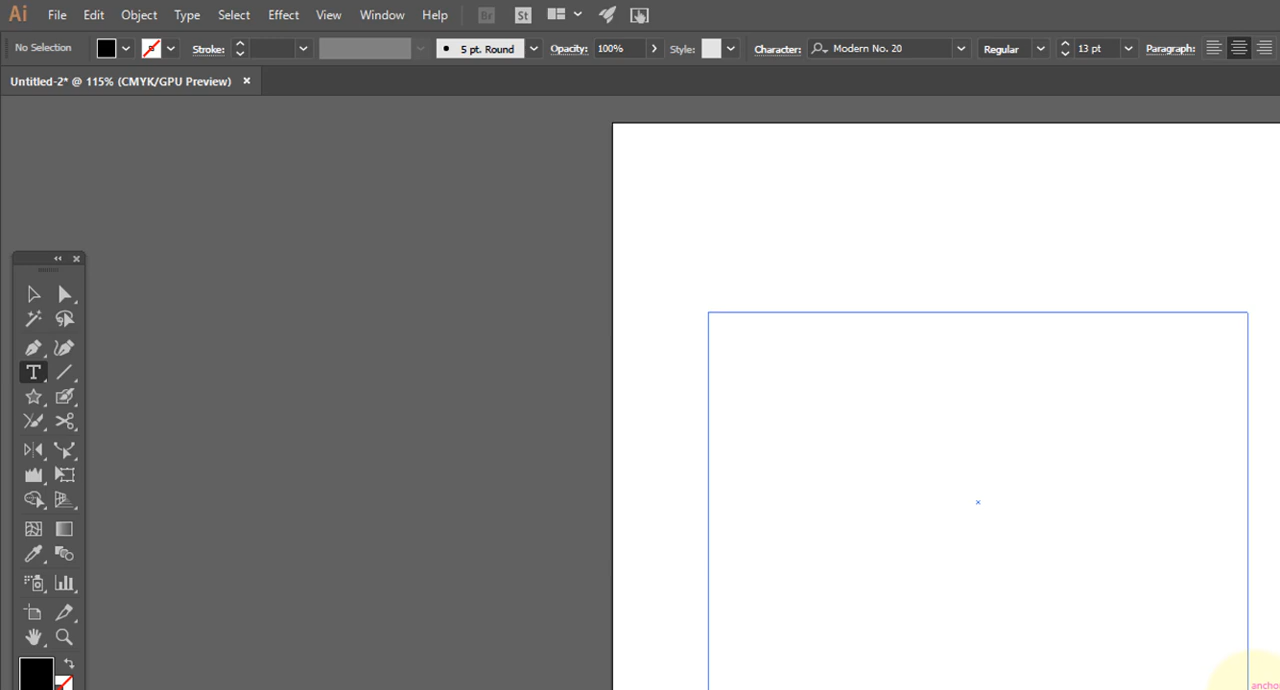 Ai File Edit Object Type Select Effect View Window Help Br St
No Selection Stroke: 5 pt. Round Opacity: 100% Style: Character: Modern No. 20 Regular 13 pt Paragraph:
Untitled-2* @ 115% (CMYK/GPU Preview) ×
T